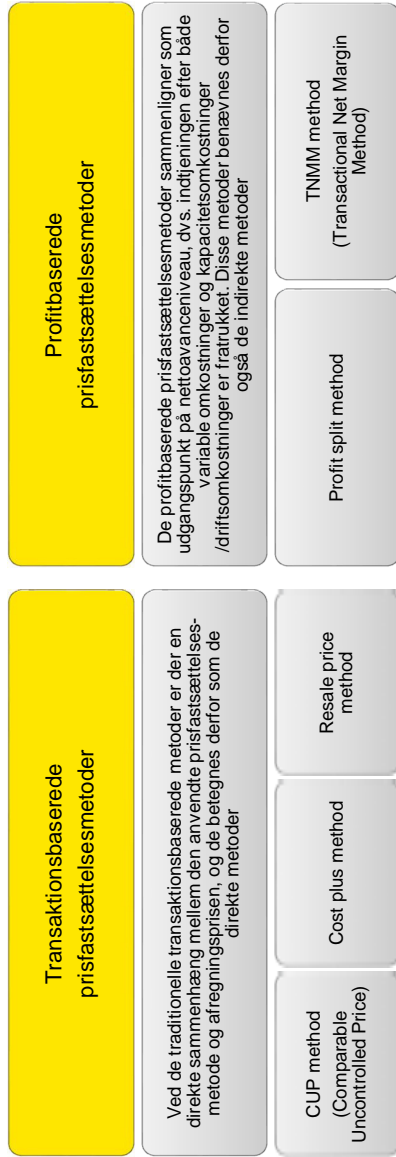 Transaktionsbaserede
prisfastsættelsesmetoder
Ved de traditionelle transaktionsbaserede metoder er der en
direkte sammenhæng mellem den anvendte prisfastsættelses-
metode og afregningsprisen, og de betegnes derfor som de
direkte metoder
CUP method
(Comparable
Uncontrolled Price)
Cost plus method
Resale price
method
Profitbaserede
prisfastsættelsesmetoder
De profitbaserede prisfastsættelsesmetoder sammenligner som
udgangspunkt på nettoavanceniveau, dvs. indtjeningen efter både
variable omkostninger og kapacitetsomkostninger
/driftsomkostninger er fratrukket. Disse metoder benævnes derfor
også de indirekte metoder
Profit split method
TNMM method
(Transactional Net Margin
Method)